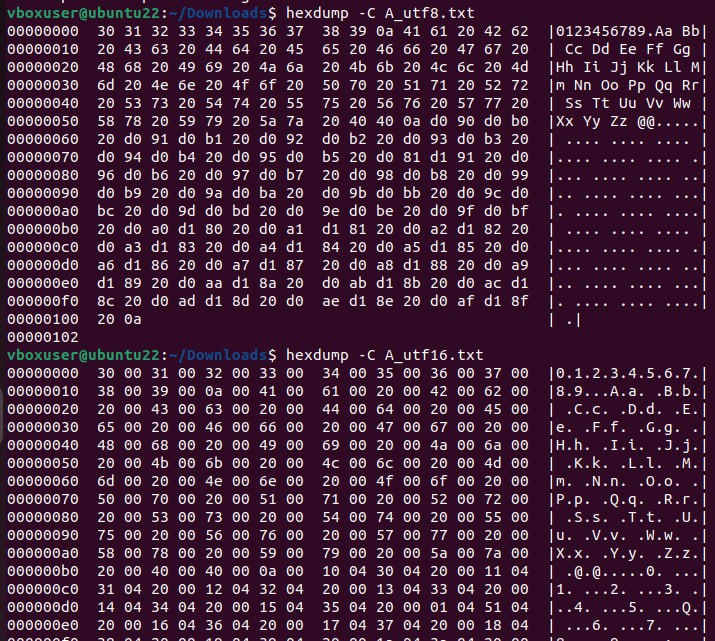 vboxuser@ubuntu22:~/Downloads$ hexdump -C A_utf8.txt
00000000  30 31 32 33 34 35 36 37  38 39 0a 41 61 20 42 62  |0123456789.Aa Bb|
00000010  20 43 63 20 44 64 20 45  65 20 46 66 20 47 67 20  | Cc Dd Ee Ff Gg |
00000020  48 68 20 49 69 20 4a 6a  20 4b 6b 20 4c 6c 20 4d  |Hh Ii Jj Kk Ll M|
00000030  6d 20 4e 6e 20 4f 6f 20  50 70 20 51 71 20 52 72  |m Nn Oo Pp Qq Rr|
00000040  20 53 73 20 54 74 20 55  75 20 56 76 20 57 77 20  | Ss Tt Uu Vv Ww |
00000050  58 78 20 59 79 20 5a 7a  20 40 40 0a d0 90 d0 b0  |Xx Yy Zz @@.....|
00000060  20 d0 91 d0 b1 20 d0 92  d0 b2 20 d0 93 d0 b3 20  | .... .... .... |
00000070  d0 94 d0 b4 20 d0 95 d0  b5 20 d0 81 d1 91 20 d0  |.... .... .... .|
00000080  96 d0 b6 20 d0 97 d0 b7  20 d0 98 d0 b8 20 d0 99  |... .... .... ..|
00000090  d0 b9 20 d0 9a d0 ba 20  d0 9b d0 bb 20 d0 9c d0  |.. .... .... ...|
000000a0  bc 20 d0 9d d0 bd 20 d0  9e d0 be 20 d0 9f d0 bf  |. .... .... ....|
000000b0  20 d0 a0 d1 80 20 d0 a1  d1 81 20 d0 a2 d1 82 20  | .... .... .... |
000000c0  d0 a3 d1 83 20 d0 a4 d1  84 20 d0 a5 d1 85 20 d0  |.... .... .... .|
000000d0  a6 d1 86 20 d0 a7 d1 87  20 d0 a8 d1 88 20 d0 a9  |... .... .... ..|
000000e0  d1 89 20 d0 aa d1 8a 20  d0 ab d1 8b 20 d0 ac d1  |.. .... .... ...|
000000f0  8c 20 d0 ad d1 8d 20 d0  ae d1 8e 20 d0 af d1 8f  |. .... .... ....|
00000100  20 0a                                             | .|
00000102
vboxuser@ubuntu22:~/Downloads$ hexdump -C A_utf16.txt
00000000  30 00 31 00 32 00 33 00  34 00 35 00 36 00 37 00  |0.1.2.3.4.5.6.7.|
00000010  38 00 39 00 0a 00 41 00  61 00 20 00 42 00 62 00  |8.9...A.a. .B.b.|
00000020  20 00 43 00 63 00 20 00  44 00 64 00 20 00 45 00  | .C.c. .D.d. .E.|
00000030  65 00 20 00 46 00 66 00  20 00 47 00 67 00 20 00  |e. .F.f. .G.g. .|
00000040  48 00 68 00 20 00 49 00  69 00 20 00 4a 00 6a 00  |H.h. .I.i. .J.j.|
00000050  20 00 4b 00 6b 00 20 00  4c 00 6c 00 20 00 4d 00  | .K.k. .L.l. .M.|
00000060  6d 00 20 00 4e 00 6e 00  20 00 4f 00 6f 00 20 00  |m. .N.n. .O.o. .|
00000070  50 00 70 00 20 00 51 00  71 00 20 00 52 00 72 00  |P.p. .Q.q. .R.r.|
00000080  20 00 53 00 73 00 20 00  54 00 74 00 20 00 55 00  | .S.s. .T.t. .U.|
00000090  75 00 20 00 56 00 76 00  20 00 57 00 77 00 20 00  |u. .V.v. .W.w. .|
000000a0  58 00 78 00 20 00 59 00  79 00 20 00 5a 00 7a 00  |X.x. .Y.y. .Z.z.|
000000b0  20 00 40 00 40 00 0a 00  10 04 30 04 20 00 11 04  | .@.@.....0. ...|
000000c0  31 04 20 00 12 04 32 04  20 00 13 04 33 04 20 00  |1. ...2. ...3. .|
000000d0  14 04 34 04 20 00 15 04  35 04 20 00 01 04 51 04  |..4. ...5. ...Q.|
000000e0  20 00 16 04 36 04 20 00  17 04 37 04 20 00 18 04  | ...6. ...7. ...|